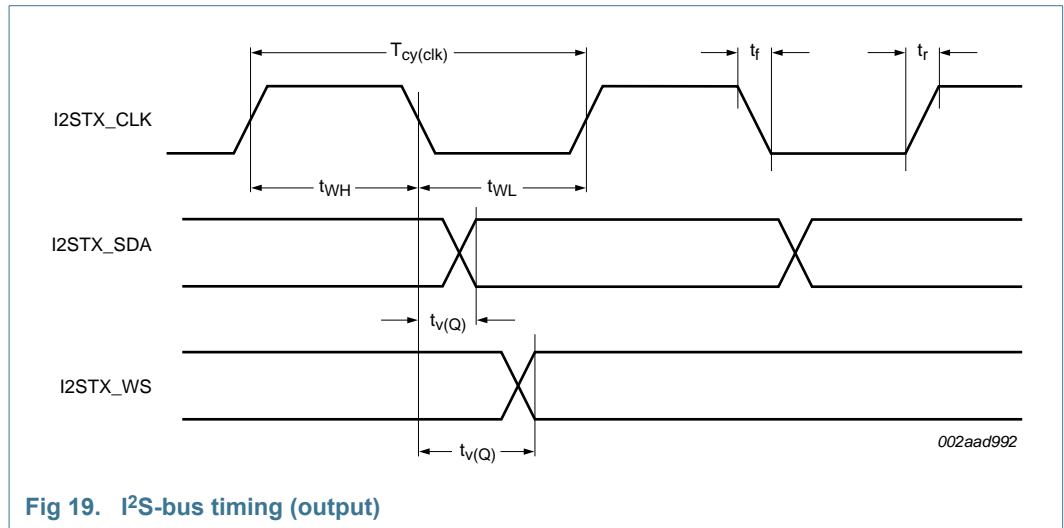 T_cy(clk)
t_f
t_r
I2STX_CLK
t_WH
t_WL
I2STX_SDA
t_v(Q)
I2STX_WS
t_v(Q)
002aad992
Fig 19. I²S-bus timing (output)